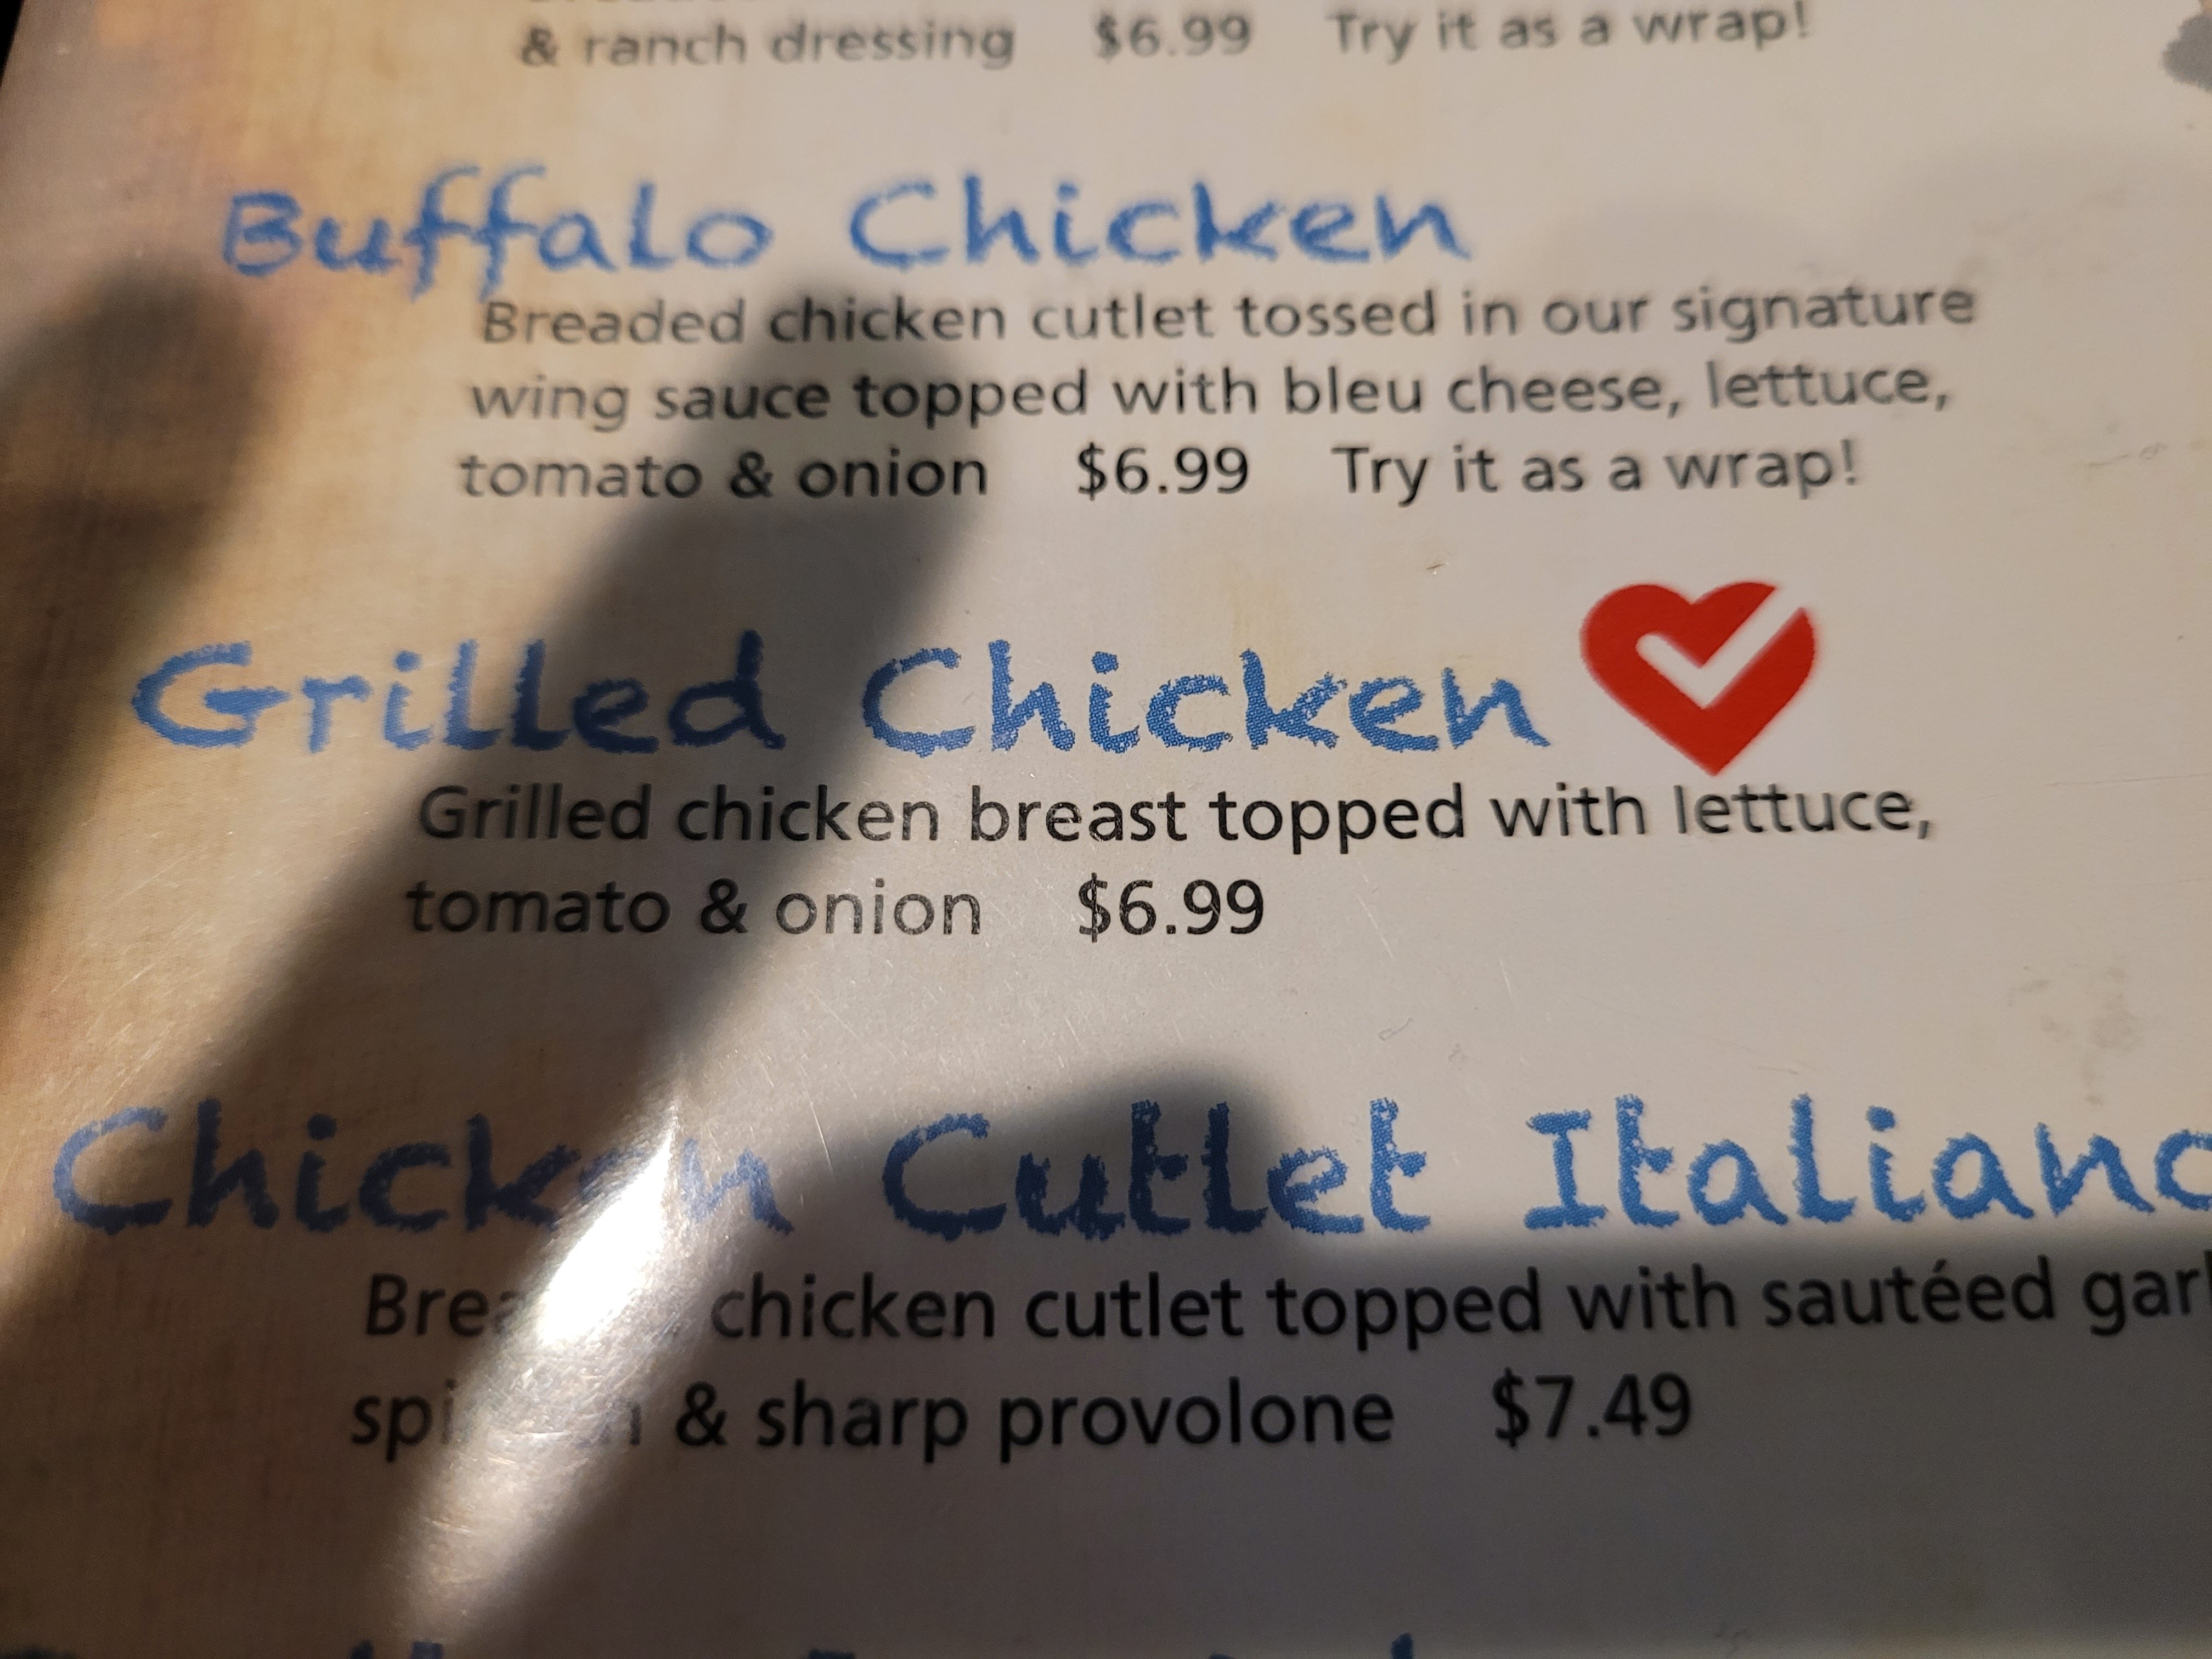 & ranch dressing $6.99 Try it as a wrap!
Buffalo Chicken
Breaded chicken cutlet tossed in our signature
wing sauce topped with bleu cheese, lettuce,
tomato & onion $6.99 Try it as a wrap!
Grilled Chicken
Grilled chicken breast topped with lettuce,
tomato & onion $6.99
Chicken Cutlet Italiano
chicken cutlet topped with sautéed
& sharp provolone $7.49